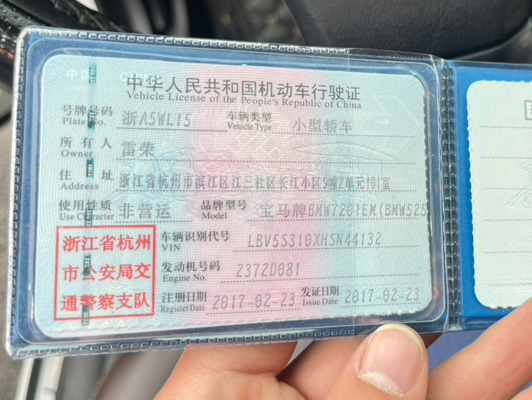 中华人民共和国机动车行驶证
Vehicle License of the People's Republic of China
号牌号码 浙A5WL15 车辆类型 小型轿车
Plate No. Vehicle Type
所有人 雷荣
Owner
住址 浙江省杭州市滨江区江三社区长江小区9幢2单元101室
Address
使用性质 非营运 品牌型号 宝马牌BMW7201EM(BMW525
Use Character Model
浙江省杭州
市公安局交
通警察支队
车辆识别代号 LBV5S310XHSN44132
VIN
发动机号码 2372D081
Engine No.
注册日期 2017-02-23 发证日期 2017-02-23
Register Date Issue Date